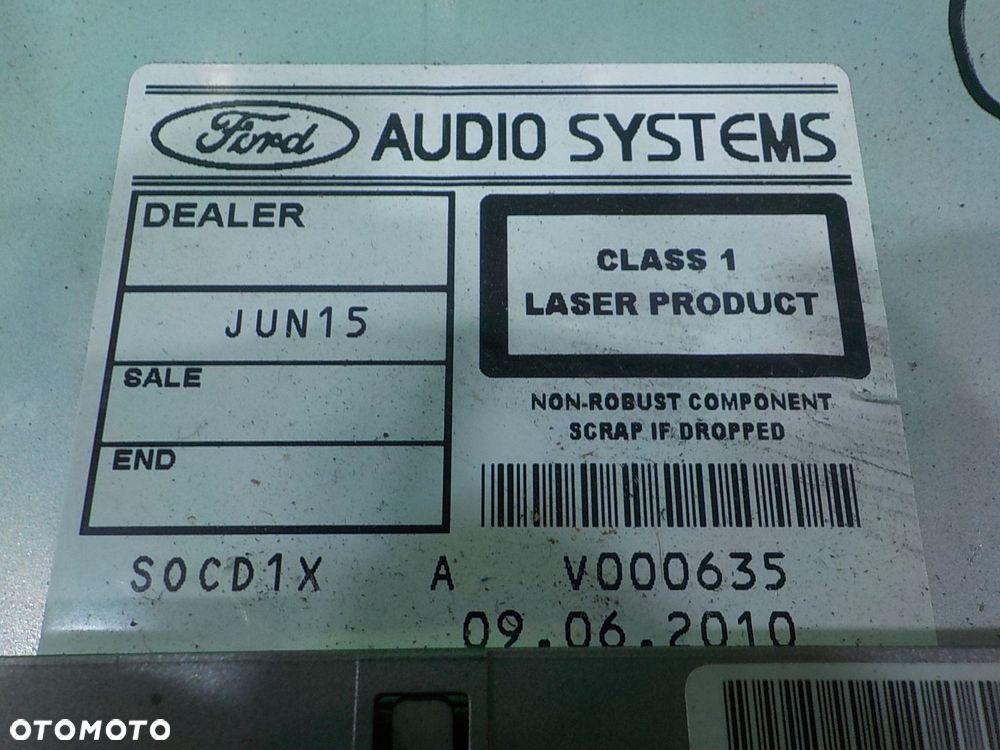 Ford AUDIO SYSTEMS
DEALER
JUN15
SALE
END
CLASS 1
LASER PRODUCT
NON-ROBUST COMPONENT
SCRAP IF DROPPED
SOCD1X A V000635
09.06.2010
OTOMOTO